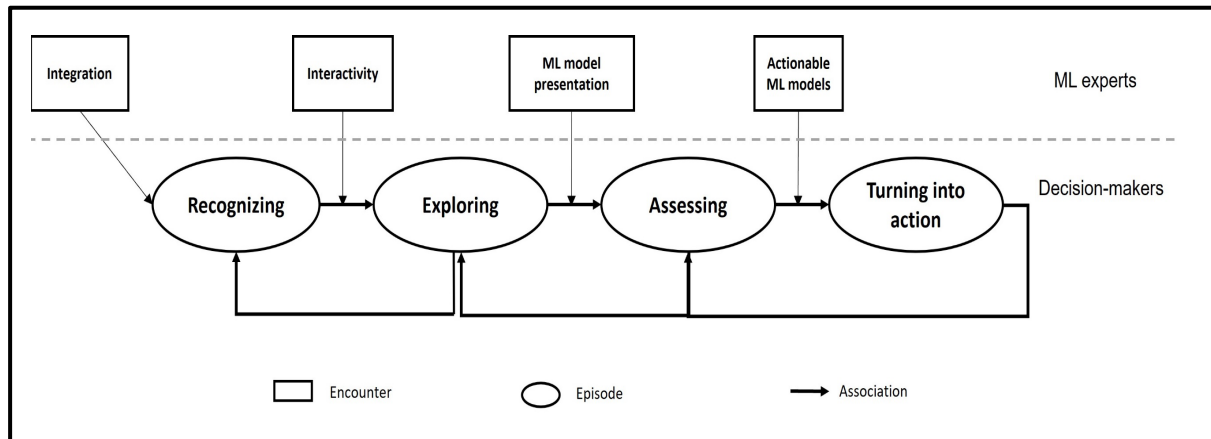 Integration
Interactivity
ML model
presentation
Actionable
ML models
ML experts
Recognizing
Exploring
Assessing
Turning into
action
Decision-makers
Encounter
Episode
Association